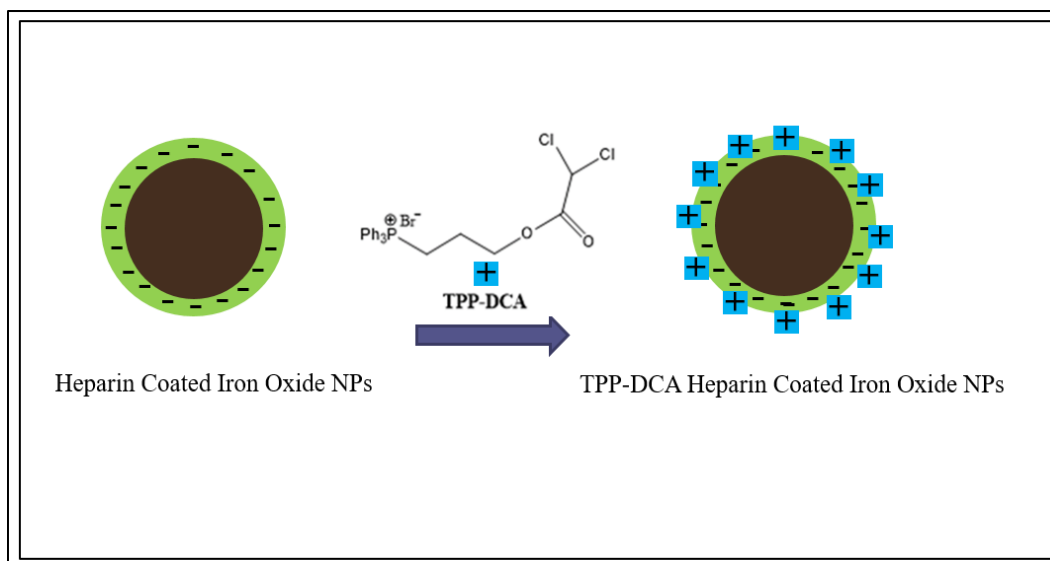 Cl
Cl
⊕ Br⁻
Ph₃P
O
O
+
TPP-DCA
Heparin Coated Iron Oxide NPs
TPP-DCA Heparin Coated Iron Oxide NPs